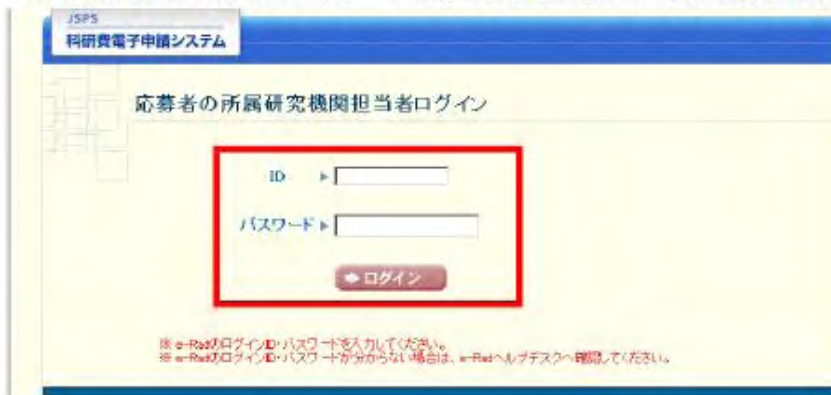 JSPS
科研費電子申請システム
応募者の所属研究機関担当者ログイン
ID
パスワード
ログイン
※ e-RadのログインID・パスワードを入力してください。
※ e-RadのログインID・パスワードが分からない場合は、e-Radヘルプデスクへ確認してください。